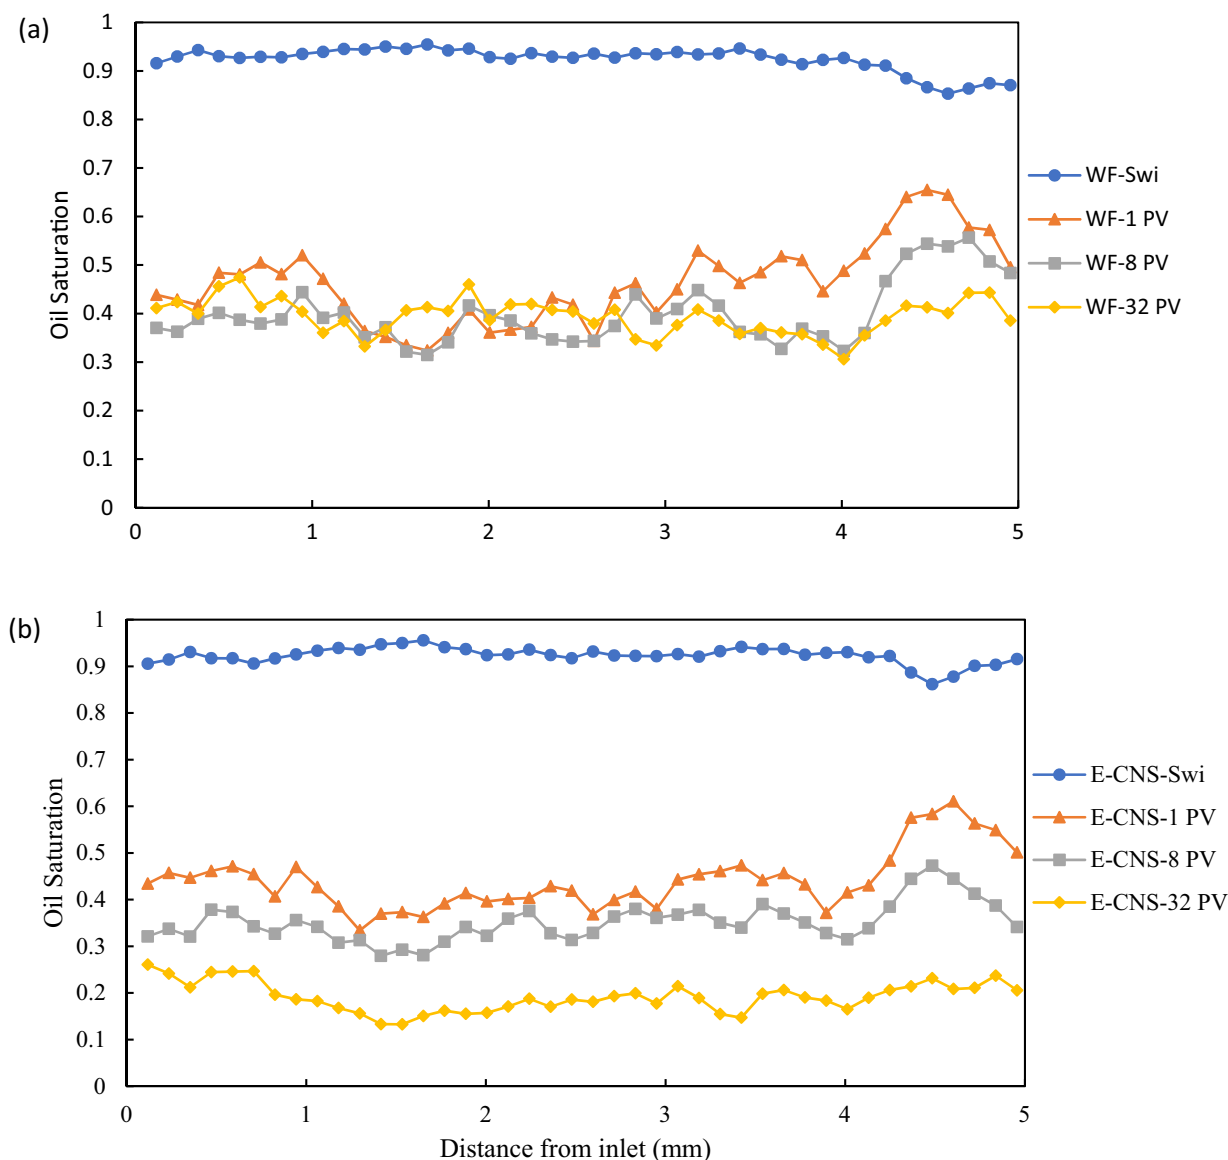 (a)
1
0.9
0.8
0.7
0.6
0.5
0.4
0.3
0.2
0.1
0
Oil Saturation
0 1 2 3 4 5
WF-Swi
WF-1 PV
WF-8 PV
WF-32 PV
(b)
1
0.9
0.8
0.7
0.6
0.5
0.4
0.3
0.2
0.1
0
Oil Saturation
0 1 2 3 4 5
Distance from inlet (mm)
E-CNS-Swi
E-CNS-1 PV
E-CNS-8 PV
E-CNS-32 PV